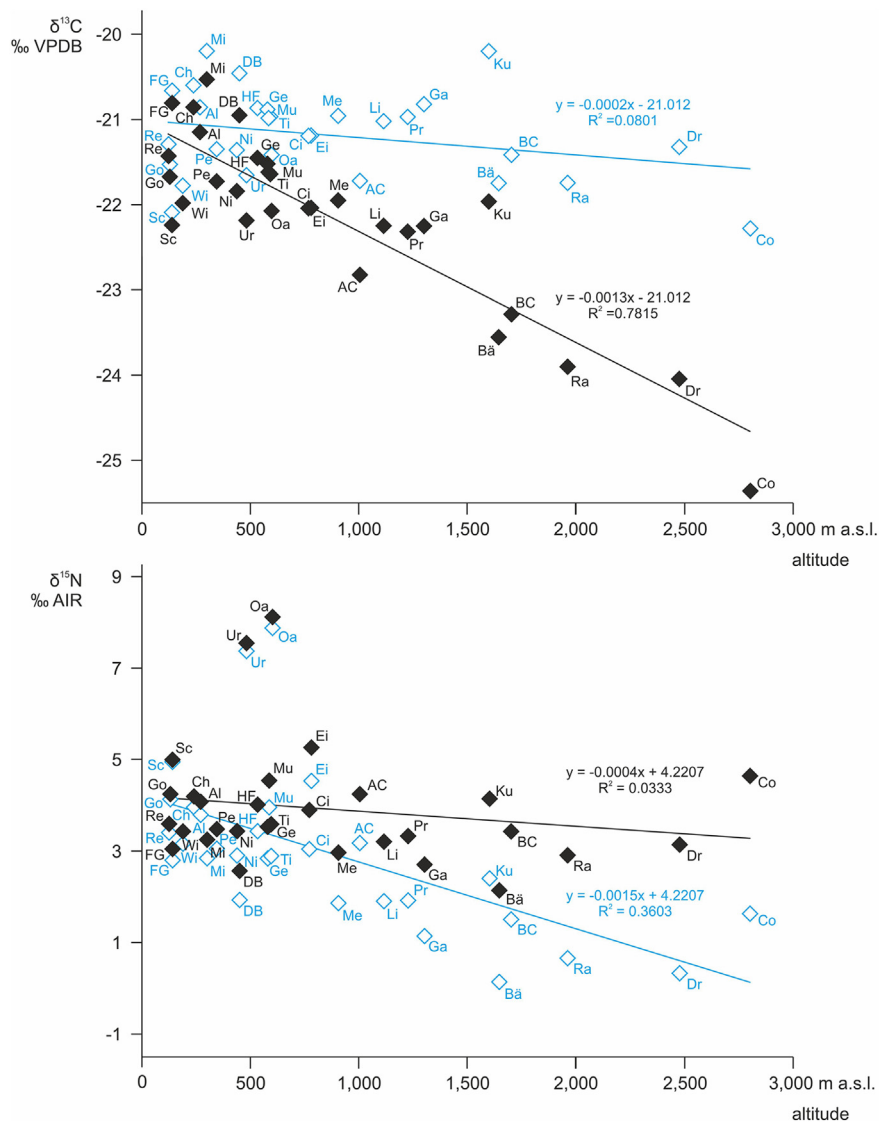 δ¹³C
‰ VPDB
-20
-21
-22
-23
-24
-25
Mi
DB
Ku
FG
Ch
Mi
FG
Ch
DB
Al
HF
Ge
Mu
Ti
Me
Li
Ga
Pr
y = -0.0002x - 21.012
R² =0.0801
Dr
Re
Re
Al
Ni
Pe
HF
Ge
Oa
Ci
Ei
BC
Go
Go
Pe
Ur
Mu
Ti
AC
Bä
Ra
Wi
Ni
Wi
Ci
Me
Sc
Sc
Ur
Oa
Ei
Li
Pr
Ga
Ku
Co
AC
BC
y = -0.0013x - 21.012
R² =0.7815
Bä
Ra
Dr
Co
0
500
1,000
1,500
2,000
2,500
3,000 m a.s.l.
altitude
δ¹⁵N
‰ AIR
9
7
5
3
1
-1
Oa
Ur
Oa
Ur
Sc
Sc
Ei
Ei
Mu
Go
Go
Ch
Al
Ch
Al
HF
HF
Mu
Ci
AC
AC
Ku
y = -0.0004x + 4.2207
R² = 0.0333
Co
Re
Re
Pe
Pe
Ti
Ge
Ci
Pr
BC
FG
FG
Wi
Wi
Mi
Mi
Ni
Ni
Ge
Ti
Me
Li
Ga
Ra
Dr
DB
DB
Me
Li
Pr
Ku
Bä
BC
y = -0.0015x + 4.2207
R² = 0.3603
Co
Ga
Ra
Bä
Dr
0
500
1,000
1,500
2,000
2,500
3,000 m a.s.l.
altitude